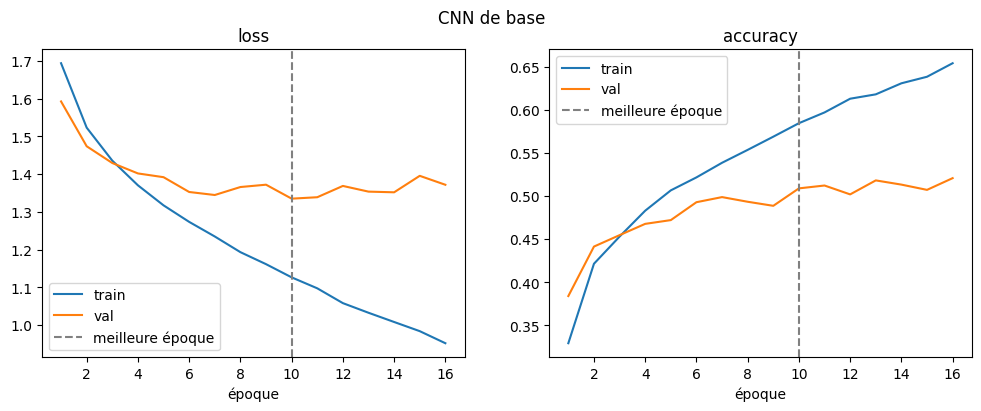 CNN de base
loss
1.7
1.6
1.5
1.4
1.3
1.2
1.1
1.0
train
val
meilleure époque
2 4 6 8 10 12 14 16
époque
accuracy
train
val
meilleure époque
0.65
0.60
0.55
0.50
0.45
0.40
0.35
2 4 6 8 10 12 14 16
époque